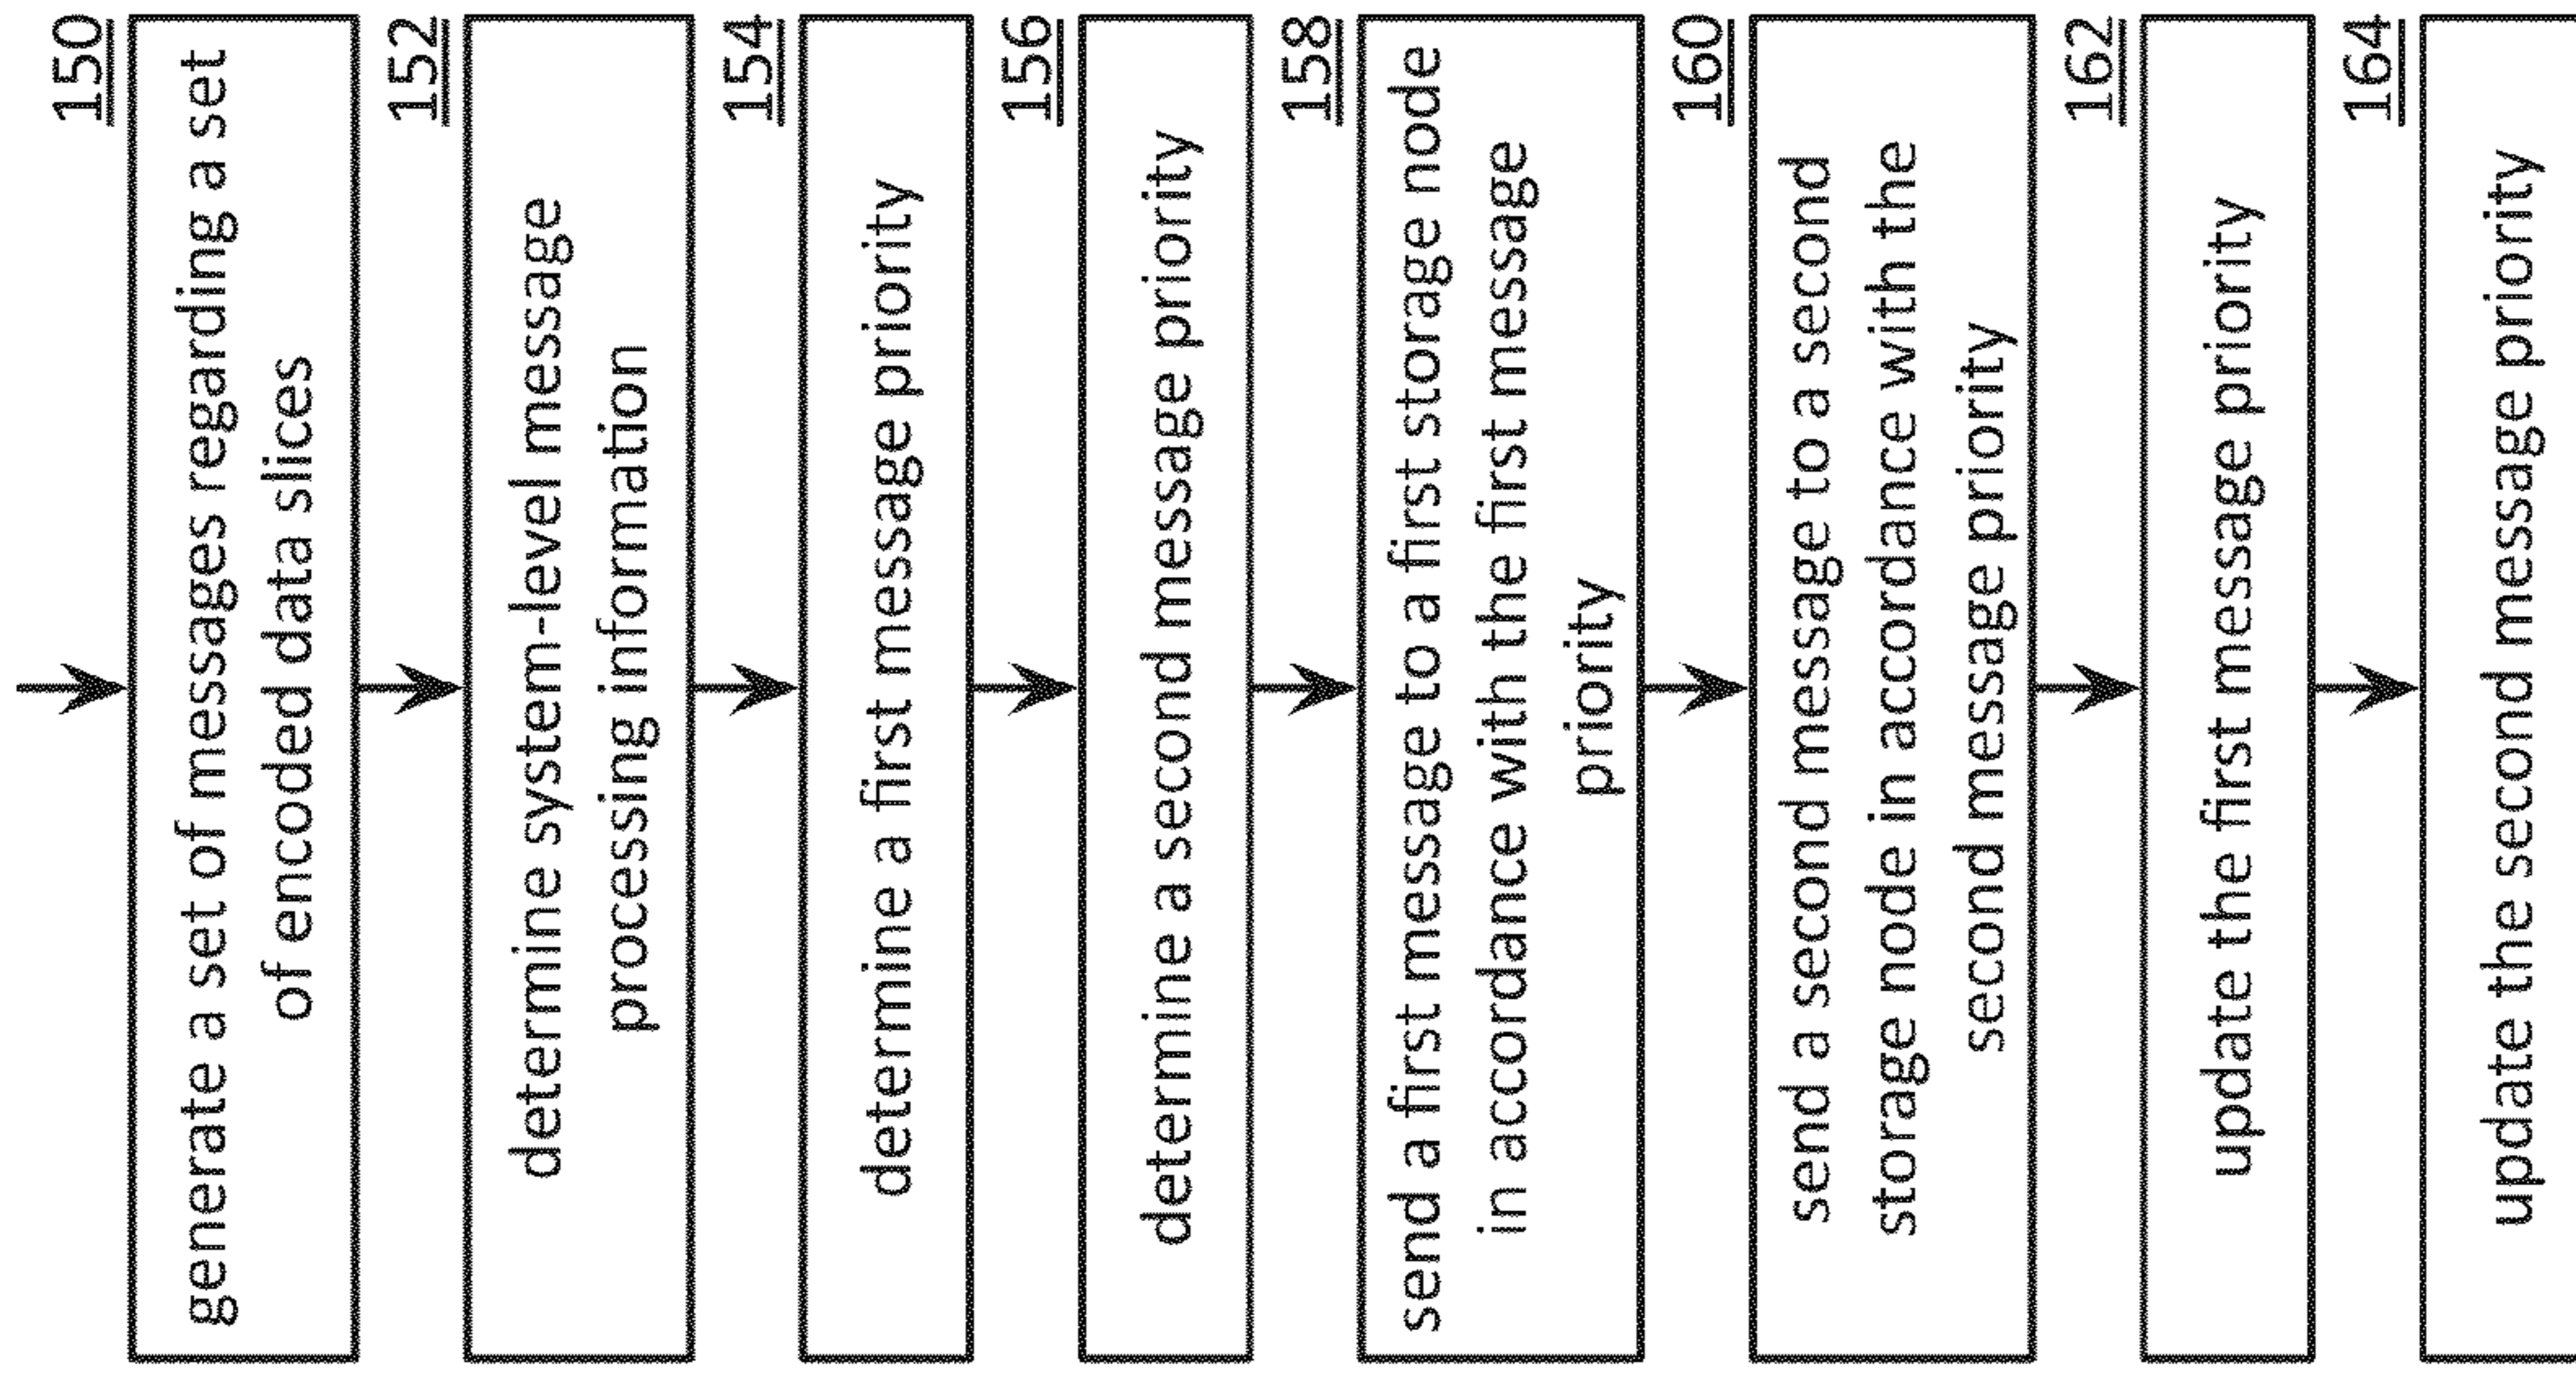 150
generate a set of messages regarding a set
of encoded data slices
152
determine system-level message
processing information
154
determine a first message priority
156
determine a second message priority
158
send a first message to a first storage node
in accordance with the first message
priority
160
send a second message to a second
storage node in accordance with the
second message priority
162
update the first message priority
164
update the second message priority